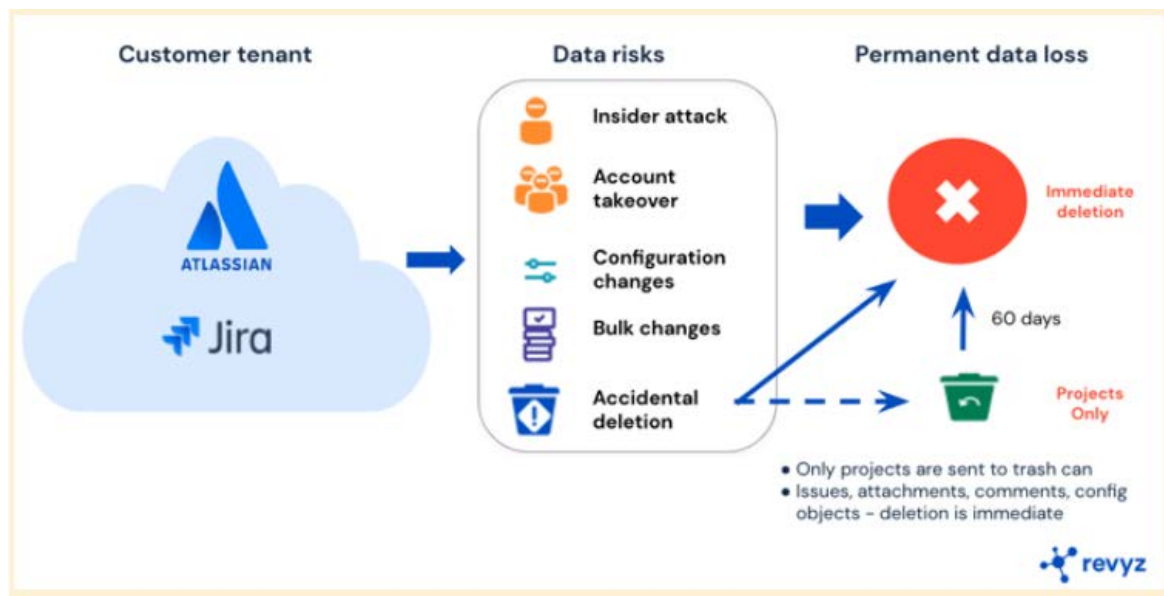 Customer tenant
Data risks
Permanent data loss
ATLASSIAN
Jira
Insider attack
Account
takeover
Configuration
changes
Bulk changes
Accidental
deletion
Immediate
deletion
60 days
Projects
Only
• Only projects are sent to trash can
• Issues, attachments, comments, config
objects - deletion is immediate
revyz